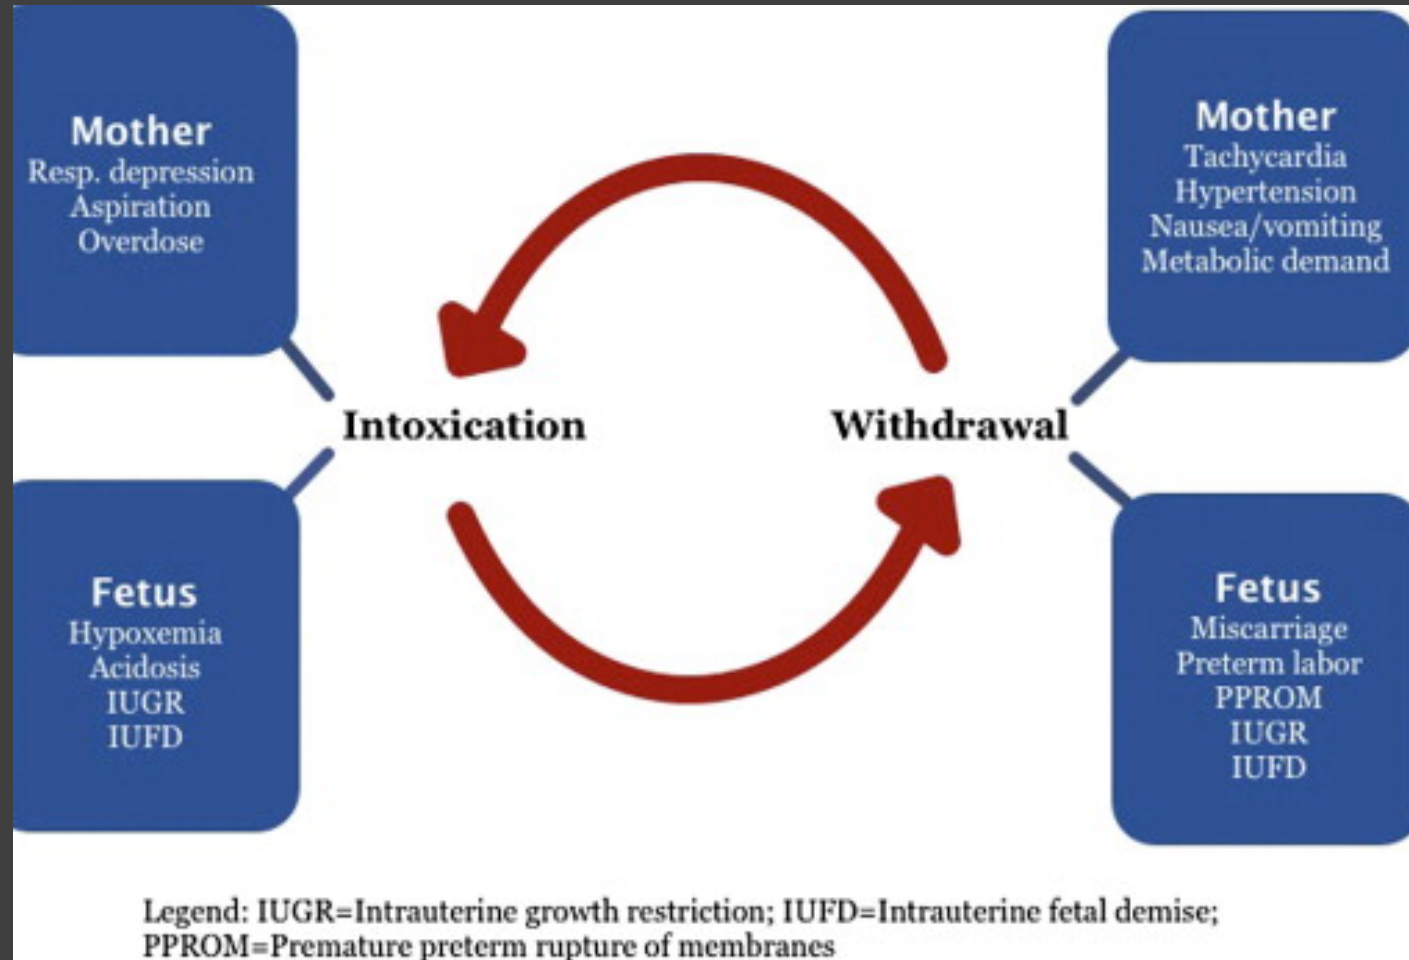 Mother
Resp. depression
Aspiration
Overdose
Mother
Tachycardia
Hypertension
Nausea/vomiting
Metabolic demand
Intoxication
Withdrawal
Fetus
Hypoxemia
Acidosis
IUGR
IUFD
Fetus
Miscarriage
Preterm labor
PPROM
IUGR
IUFD
Legend: IUGR=Intrauterine growth restriction; IUFD=Intrauterine fetal demise;
PPROM=Premature preterm rupture of membranes